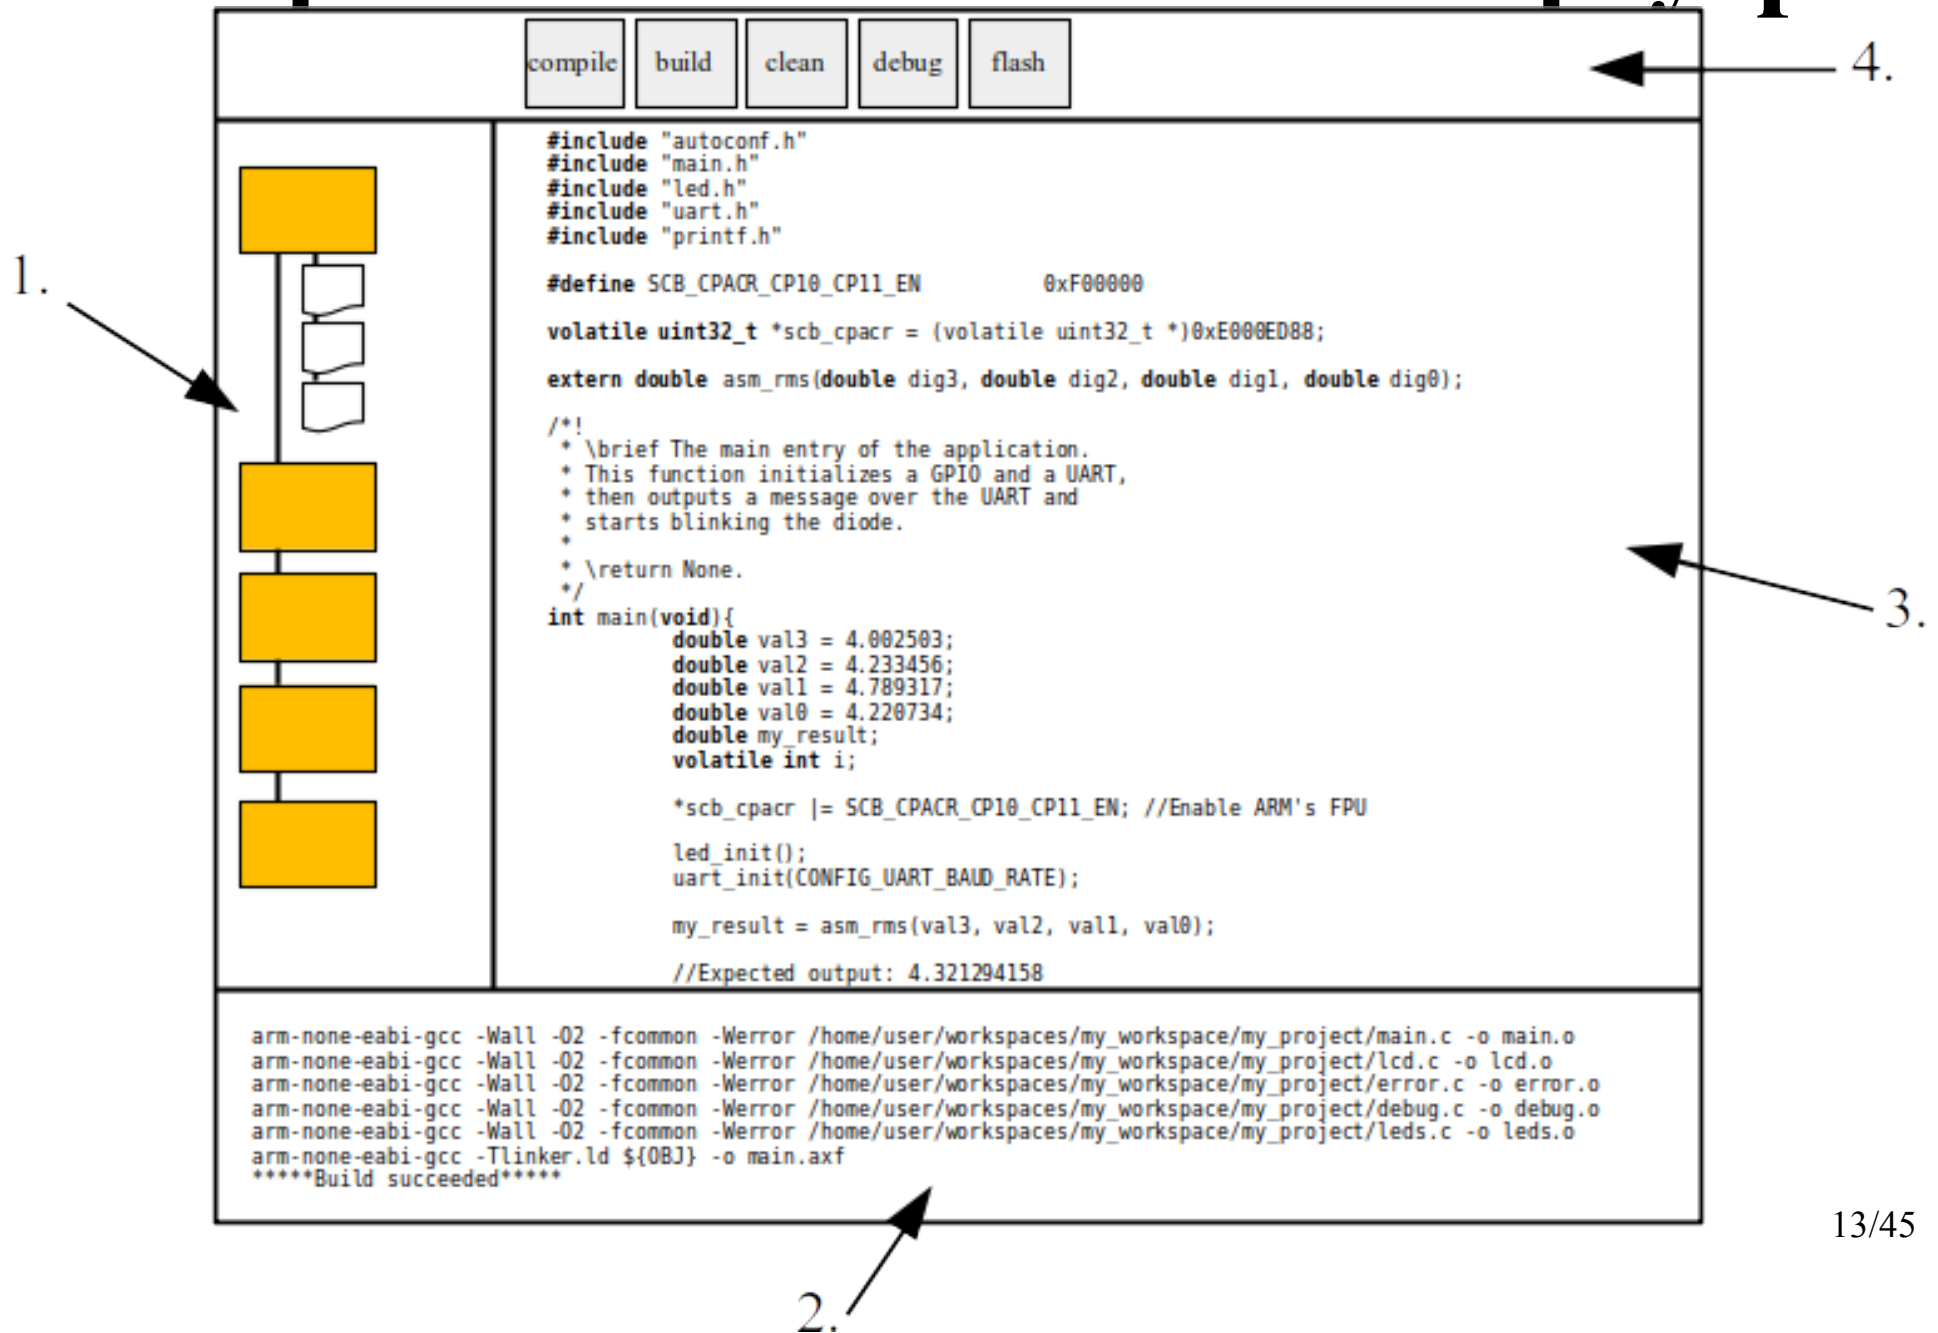 compile build clean debug flash
4.
#include "autoconf.h"
#include "main.h"
#include "led.h"
#include "uart.h"
#include "printf.h"
1.
#define SCB_CPACR_CP10_CP11_EN 0xF00000
volatile uint32_t *scb_cpacr = (volatile uint32_t *)0xE000ED88;
extern double asm_rms(double dig3, double dig2, double dig1, double dig0);
/*!
* \brief The main entry of the application.
* This function initializes a GPIO and a UART,
* then outputs a message over the UART and
* starts blinking the diode.
*
* \return None.
*/
3.
int main(void){
double val3 = 4.002503;
double val2 = 4.233456;
double val1 = 4.789317;
double val0 = 4.220734;
double my_result;
volatile int i;
*scb_cpacr |= SCB_CPACR_CP10_CP11_EN; //Enable ARM's FPU
led_init();
uart_init(CONFIG_UART_BAUD_RATE);
my_result = asm_rms(val3, val2, val1, val0);
//Expected output: 4.321294158
arm-none-eabi-gcc -Wall -O2 -fcommon -Werror /home/user/workspaces/my_workspace/my_project/main.c -o main.o
arm-none-eabi-gcc -Wall -O2 -fcommon -Werror /home/user/workspaces/my_workspace/my_project/lcd.c -o lcd.o
arm-none-eabi-gcc -Wall -O2 -fcommon -Werror /home/user/workspaces/my_workspace/my_project/error.c -o error.o
arm-none-eabi-gcc -Wall -O2 -fcommon -Werror /home/user/workspaces/my_workspace/my_project/debug.c -o debug.o
arm-none-eabi-gcc -Wall -O2 -fcommon -Werror /home/user/workspaces/my_workspace/my_project/leds.c -o leds.o
arm-none-eabi-gcc -Tlinker.ld ${OBJ} -o main.axf
*****Build succeeded*****
13/45
2.